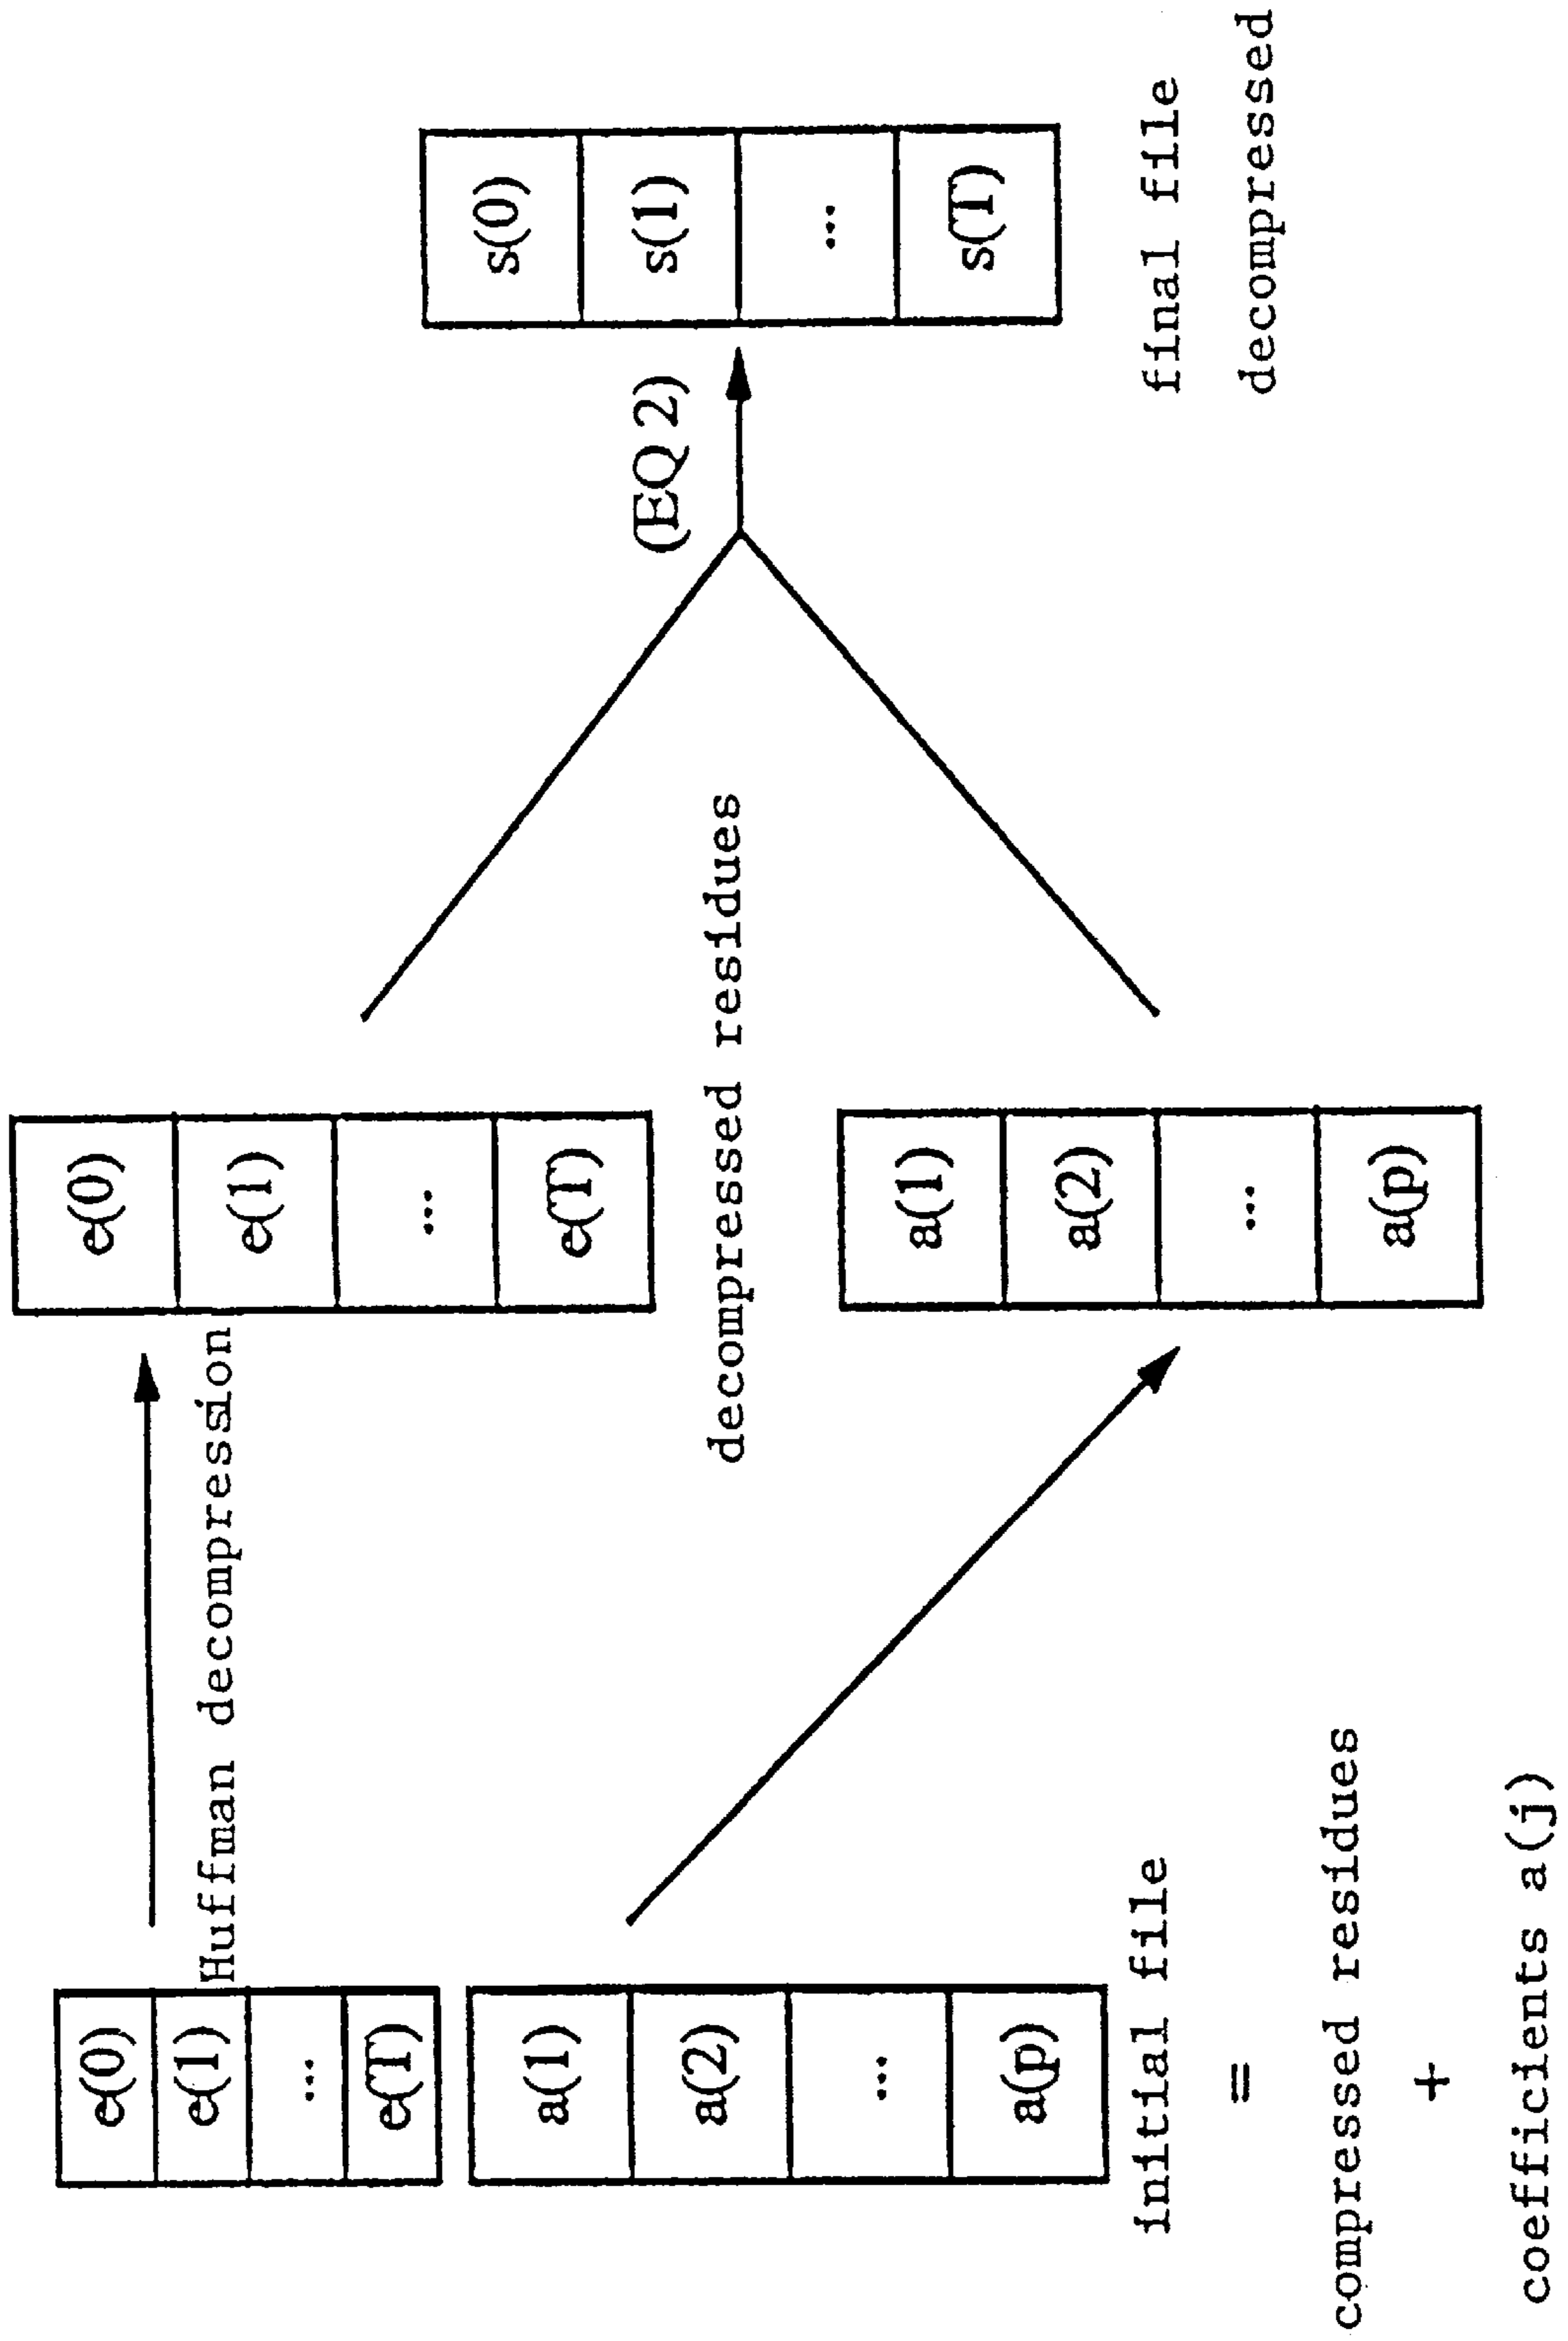 e(0)
e(1)
...
e(T)
a(1)
a(2)
...
a(p)
initial file
=
compressed residues
+
coefficients a(j)
Huffman decompression
e(0)
e(1)
...
e(T)
decompressed residues
a(1)
a(2)
...
a(p)
(EQ 2)
s(0)
s(1)
...
s(T)
final file
decompressed